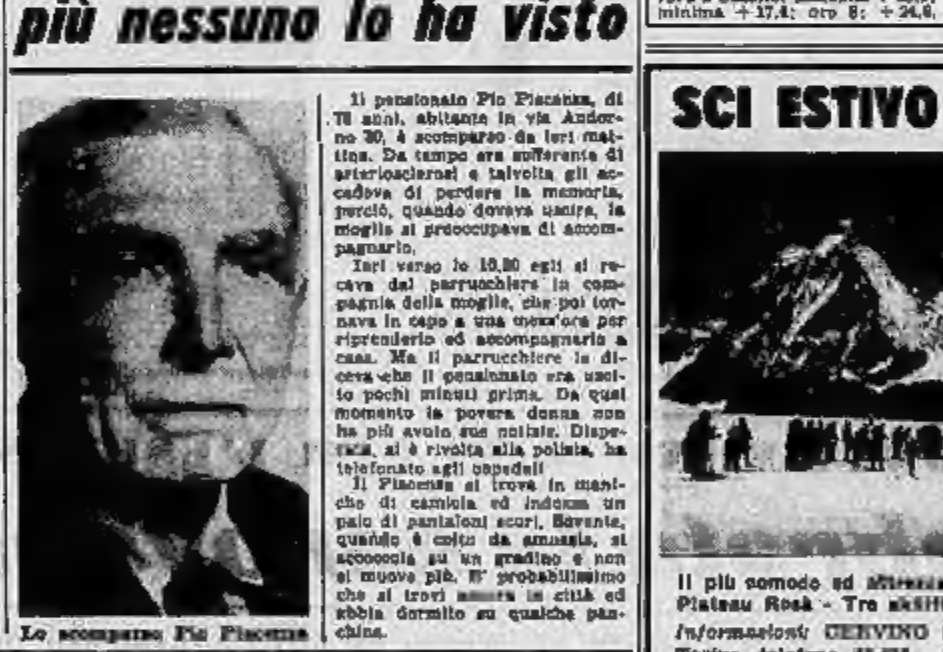 più nessuno lo ha visto
Il pensionato Pio Piacenza, di
78 anni, abitante in via Andor-
no 30, è scomparso da ieri mat-
tina. Da tempo era sofferente di
arteriosclerosi e talvolta gli ac-
cadeva di perdere la memoria,
perciò, quando doveva uscire, la
moglie si preoccupava di accom-
pagnarlo.
Ieri verso le 10,30 egli si re-
cava dal parrucchiere in com-
pagnia della moglie, che poi tor-
nava in capo a una mezz'ora per
riprenderlo ed accompagnarlo a
casa. Ma il parrucchiere le di-
ceva che il pensionato era usci-
to pochi minuti prima. Da quel
momento la povera donna non
ha più avuto sue notizie. Dispe-
rata, si è rivolta alla polizia, ha
telefonato agli ospedali
Il Piacenza si trova in mani-
che di camicia ed indossa un
paio di pantaloni scuri. Sovente,
quando è colto da amnesia, si
accoccola su un gradino e non
si muove più. E' probabilissimo
che si trovi ancora in città ed
abbia dormito su qualche pan-
china.
Lo scomparso Pio Piacenza
minima + 17,4; ore 8: + 24,6;
SCI ESTIVO
Il più comodo ed
Plateau Rosà - Tre
Informazioni: CERVINO